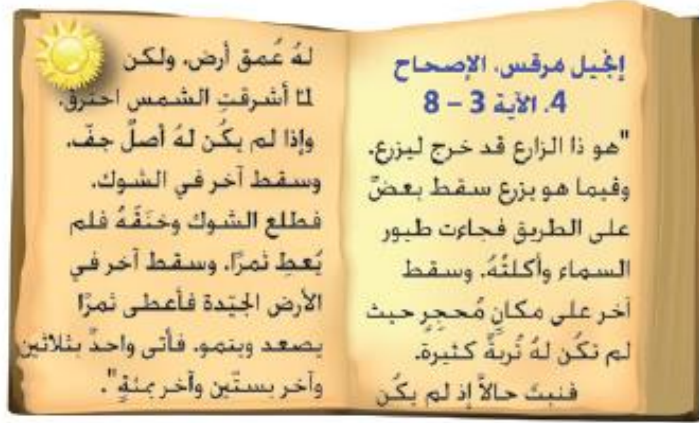 إنجيل مرقس. الإصحاح
4. الآية 3 – 8
"هو ذا الزارع قد خرج ليزرع.
وفيما هو يزرع سقط بعضٌ
على الطريق فجاءت طيور
السماء وأكلتُهُ. وسقط
آخر على مكانٍ مُحجرٍ حيث
لم تكُن لهُ تُربةً كثيرة.
فنبتَ حالاً إذ لم يكُن
لهُ عُمق أرض. ولكن
لمّا أشرقتِ الشمس احترق.
وإذا لم يكُن لهُ أصلٌ جفّ.
وسقط آخر في الشوك.
فطلع الشوك وخنَقَهُ فلم
يُعطِ ثمرًا. وسقط آخر في
الأرض الجيّدة فأعطى ثمرًا
يصعد وينمو. فأتى واحدٌ بثلاثين
وآخر بستّين وآخر بمئةٍ".